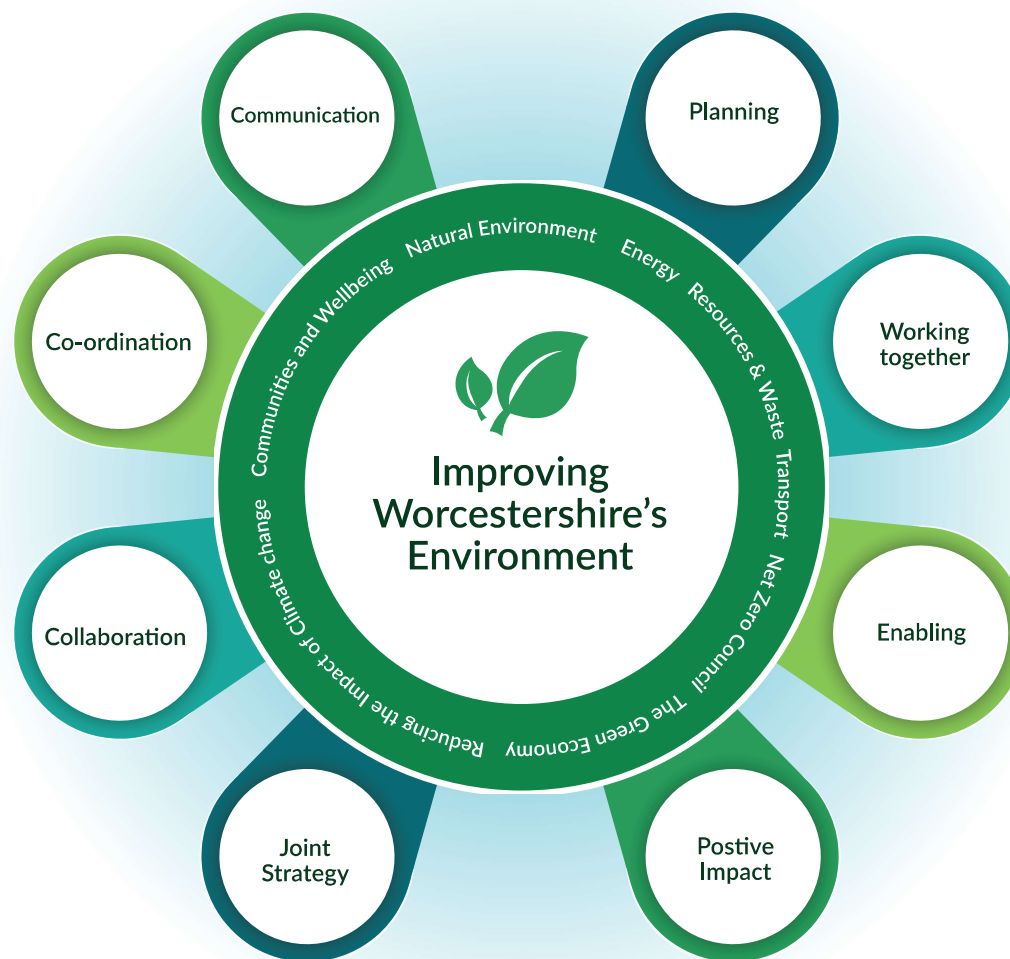 Communication
Planning
Working
together
Enabling
Postive
Impact
Joint
Strategy
Collaboration
Co-ordination
Natural Environment
Energy
Resources & Waste
Transport
Net Zero Council
The Green Economy
Reducing the Impact of Climate change
Communities and Wellbeing
Improving
Worcestershire’s
Environment